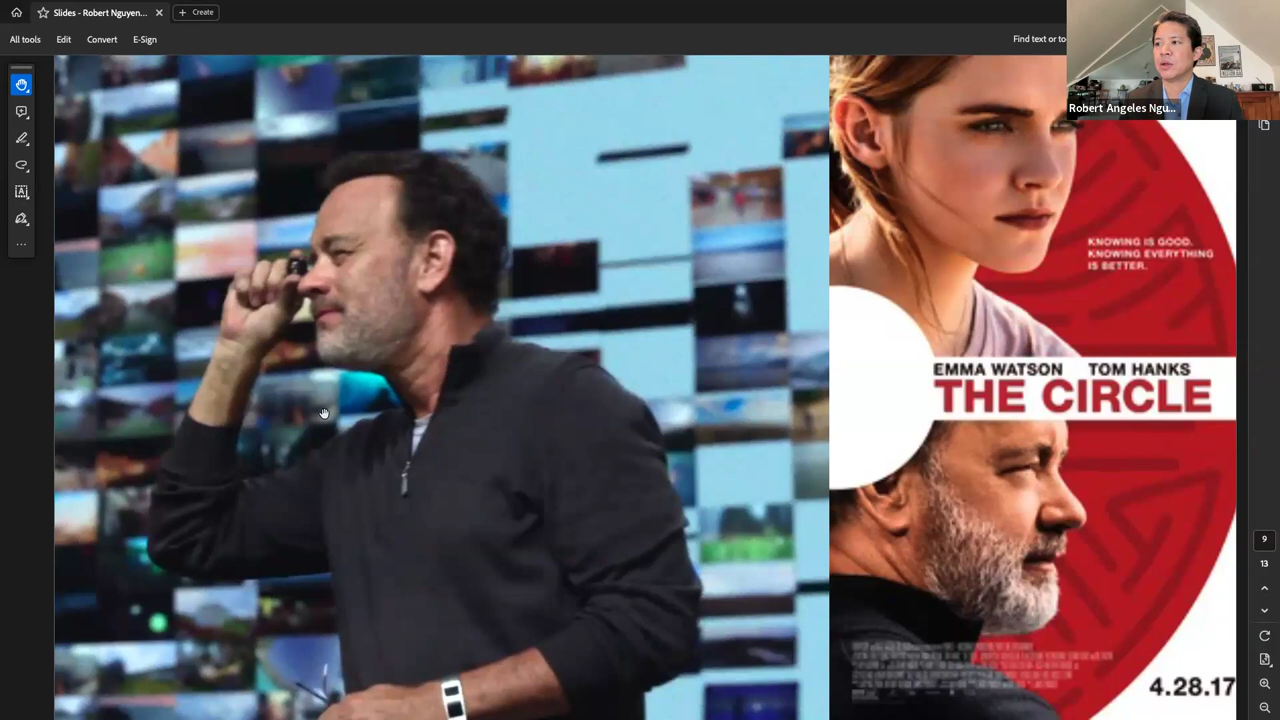 Slides - Robert Nguyen...
Create
All tools
Edit
Convert
E-Sign
Find text or to
Robert Angeles Ngu...
KNOWING IS GOOD.
KNOWING EVERYTHING
IS BETTER.
EMMA WATSON TOM HANKS
THE CIRCLE
4.28.17
9
13